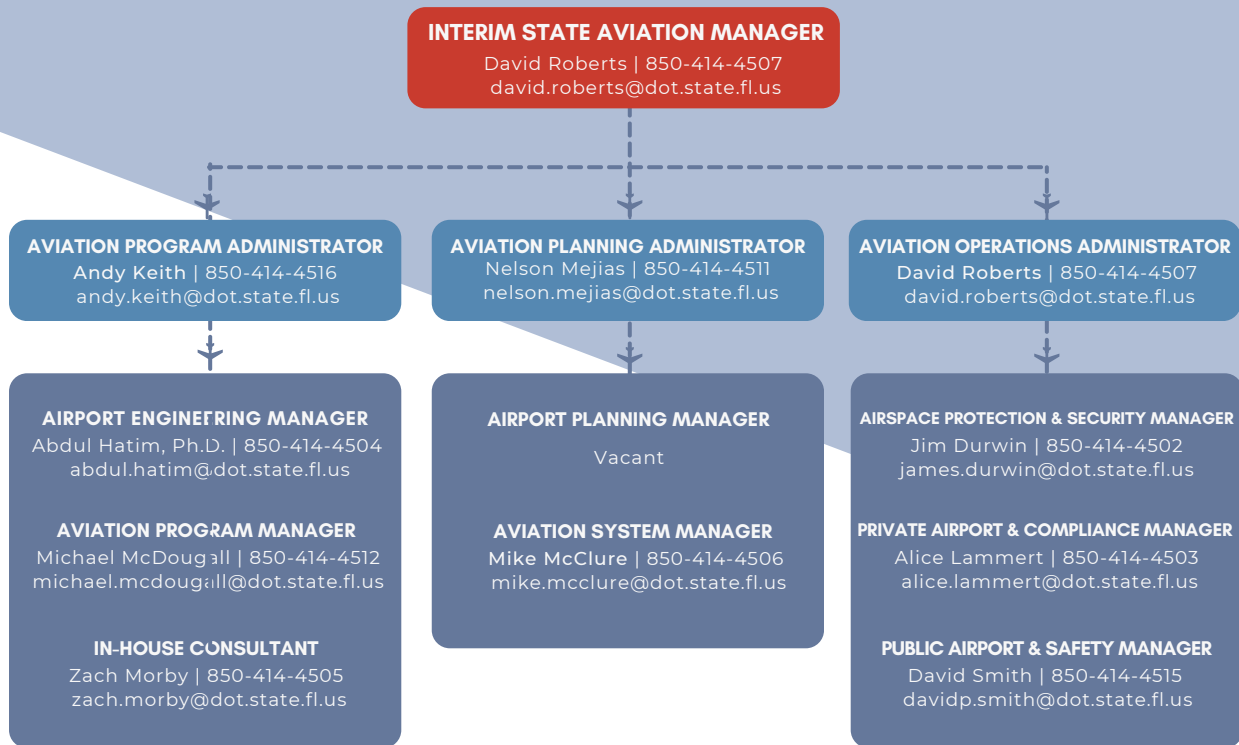 INTERIM STATE AVIATION MANAGER
David Roberts | 850-414-4507
david.roberts@dot.state.fl.us
AVIATION PROGRAM ADMINISTRATOR
Andy Keith | 850-414-4516
andy.keith@dot.state.fl.us
AVIATION PLANNING ADMINISTRATOR
Nelson Mejias | 850-414-4511
nelson.mejias@dot.state.fl.us
AVIATION OPERATIONS ADMINISTRATOR
David Roberts | 850-414-4507
david.roberts@dot.state.fl.us
AIRPORT ENGINEERING MANAGER
Abdul Hatim, Ph.D. | 850-414-4504
abdul.hatim@dot.state.fl.us
AVIATION PROGRAM MANAGER
Michael McDougall | 850-414-4512
michael.mcdougall@dot.state.fl.us
IN-HOUSE CONSULTANT
Zach Morby | 850-414-4505
zach.morby@dot.state.fl.us
AIRPORT PLANNING MANAGER
Vacant
AVIATION SYSTEM MANAGER
Mike McClure | 850-414-4506
mike.mcclure@dot.state.fl.us
AIRSPACE PROTECTION & SECURITY MANAGER
Jim Durwin | 850-414-4502
james.durwin@dot.state.fl.us
PRIVATE AIRPORT & COMPLIANCE MANAGER
Alice Lammert | 850-414-4503
alice.lammert@dot.state.fl.us
PUBLIC AIRPORT & SAFETY MANAGER
David Smith | 850-414-4515
davidp.smith@dot.state.fl.us